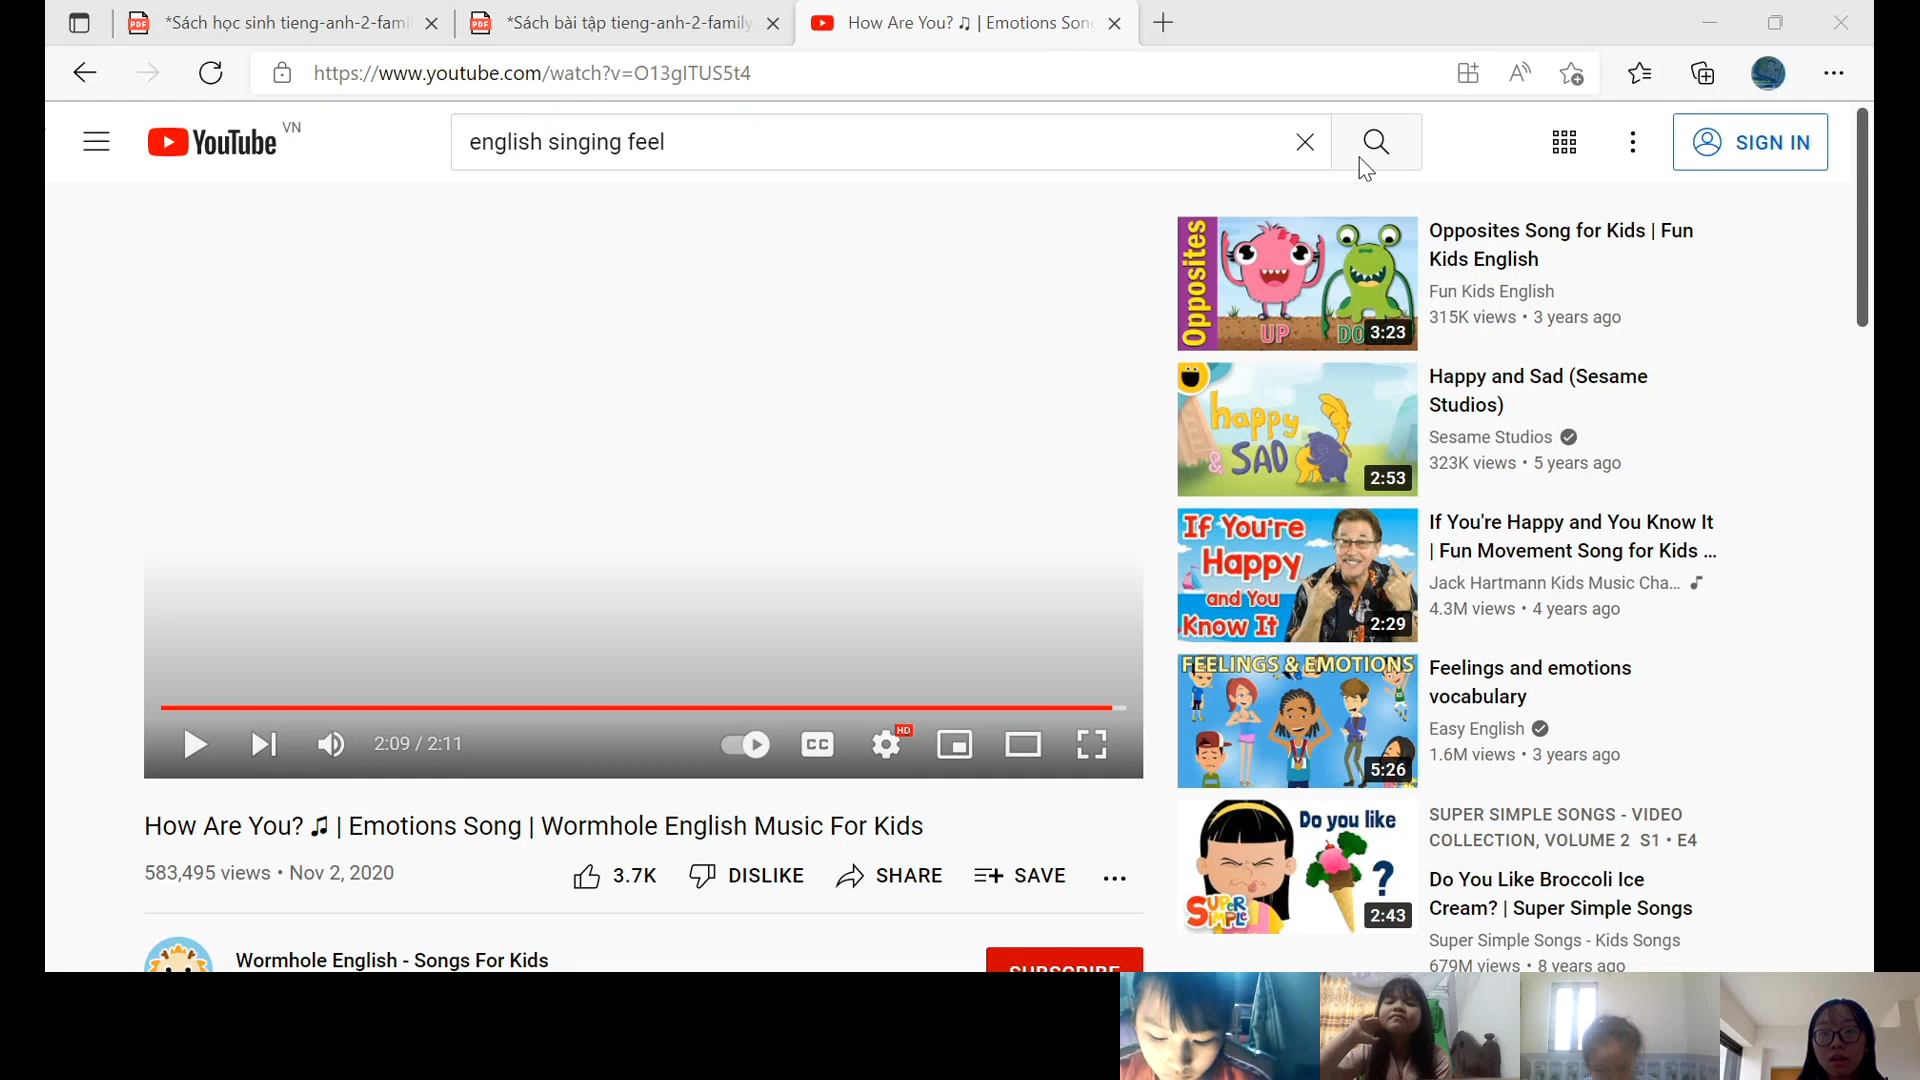 *Sách học sinh tieng-anh-2-fami
*Sách bài tập tieng-anh-2-family
How Are You? ♫ | Emotions Song
https://www.youtube.com/watch?v=O13gITUS5t4
YouTube VN
english singing feel
SIGN IN
Opposites
UP
DO
3:23
Opposites Song for Kids | Fun
Kids English
Fun Kids English
315K views • 3 years ago
happy
& SAD
2:53
Happy and Sad (Sesame
Studios)
Sesame Studios
323K views • 5 years ago
If You're
Happy
and You
Know It
2:29
If You're Happy and You Know It
| Fun Movement Song for Kids ...
Jack Hartmann Kids Music Cha...
4.3M views • 4 years ago
FEELINGS & EMOTIONS
5:26
Feelings and emotions
vocabulary
Easy English
1.6M views • 3 years ago
Do you like
?
SUPER
SIMPLE
2:43
SUPER SIMPLE SONGS - VIDEO
COLLECTION, VOLUME 2 S1 • E4
Do You Like Broccoli Ice
Cream? | Super Simple Songs
Super Simple Songs - Kids Songs
679M views • 8 years ago
2:09 / 2:11
CC
HD
How Are You? ♫ | Emotions Song | Wormhole English Music For Kids
583,495 views • Nov 2, 2020
3.7K
DISLIKE
SHARE
SAVE
Wormhole English - Songs For Kids
SUBSCRIBE